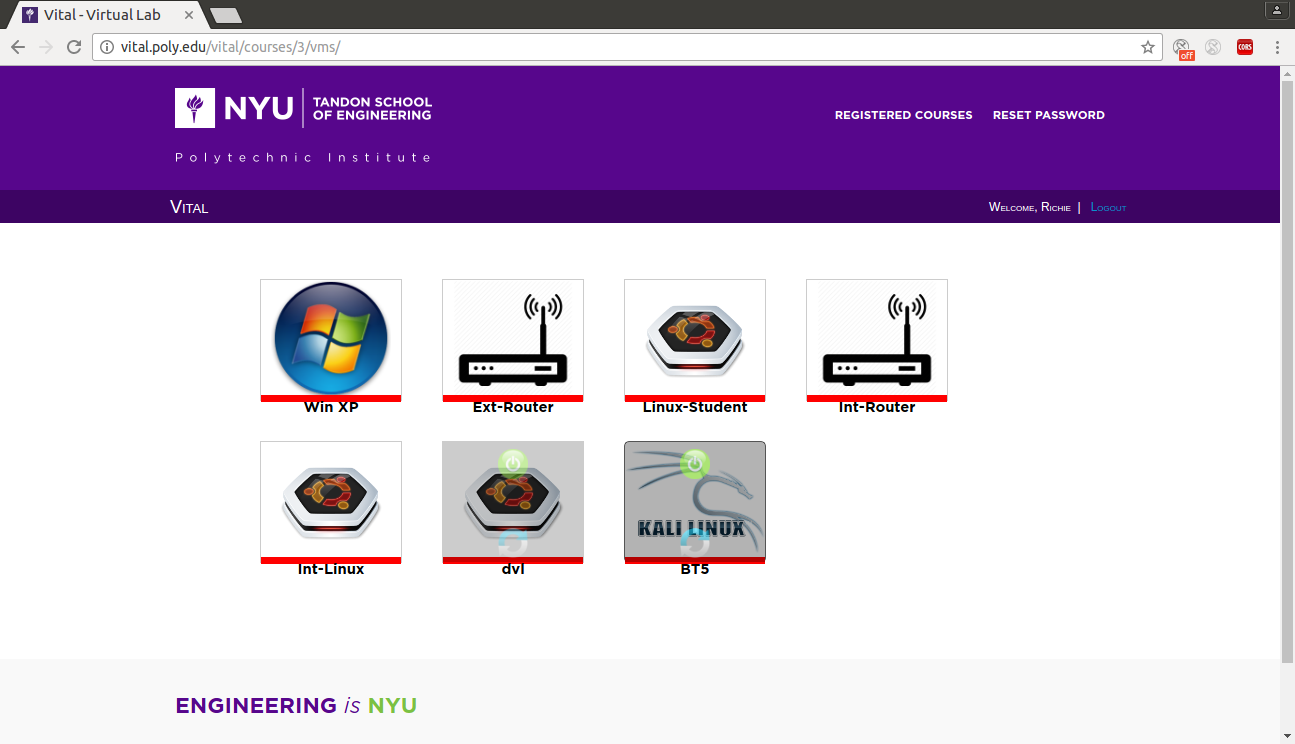 Vital - Virtual Lab
vital.poly.edu/vital/courses/3/vms/
off
CORS
NYU TANDON SCHOOL OF ENGINEERING
REGISTERED COURSES RESET PASSWORD
Polytechnic Institute
Vital
Welcome, Richie | Logout
Win XP Ext-Router Linux-Student Int-Router
KALI LINUX
Int-Linux dvl BT5
ENGINEERING is NYU